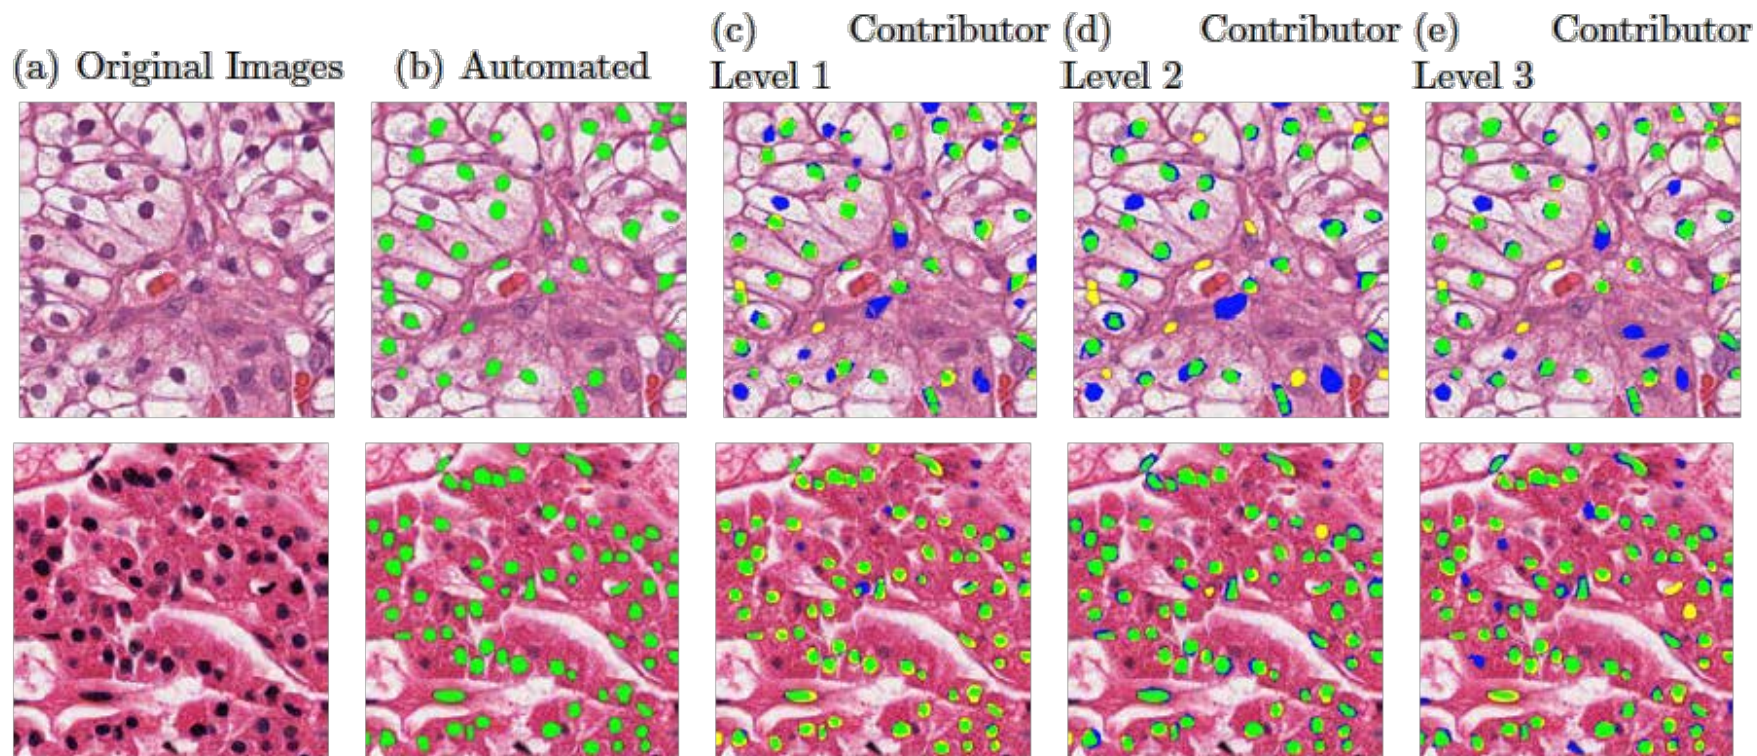 (a) Original Images
(b) Automated
(c) Contributor
Level 1
(d) Contributor
Level 2
(e) Contributor
Level 3